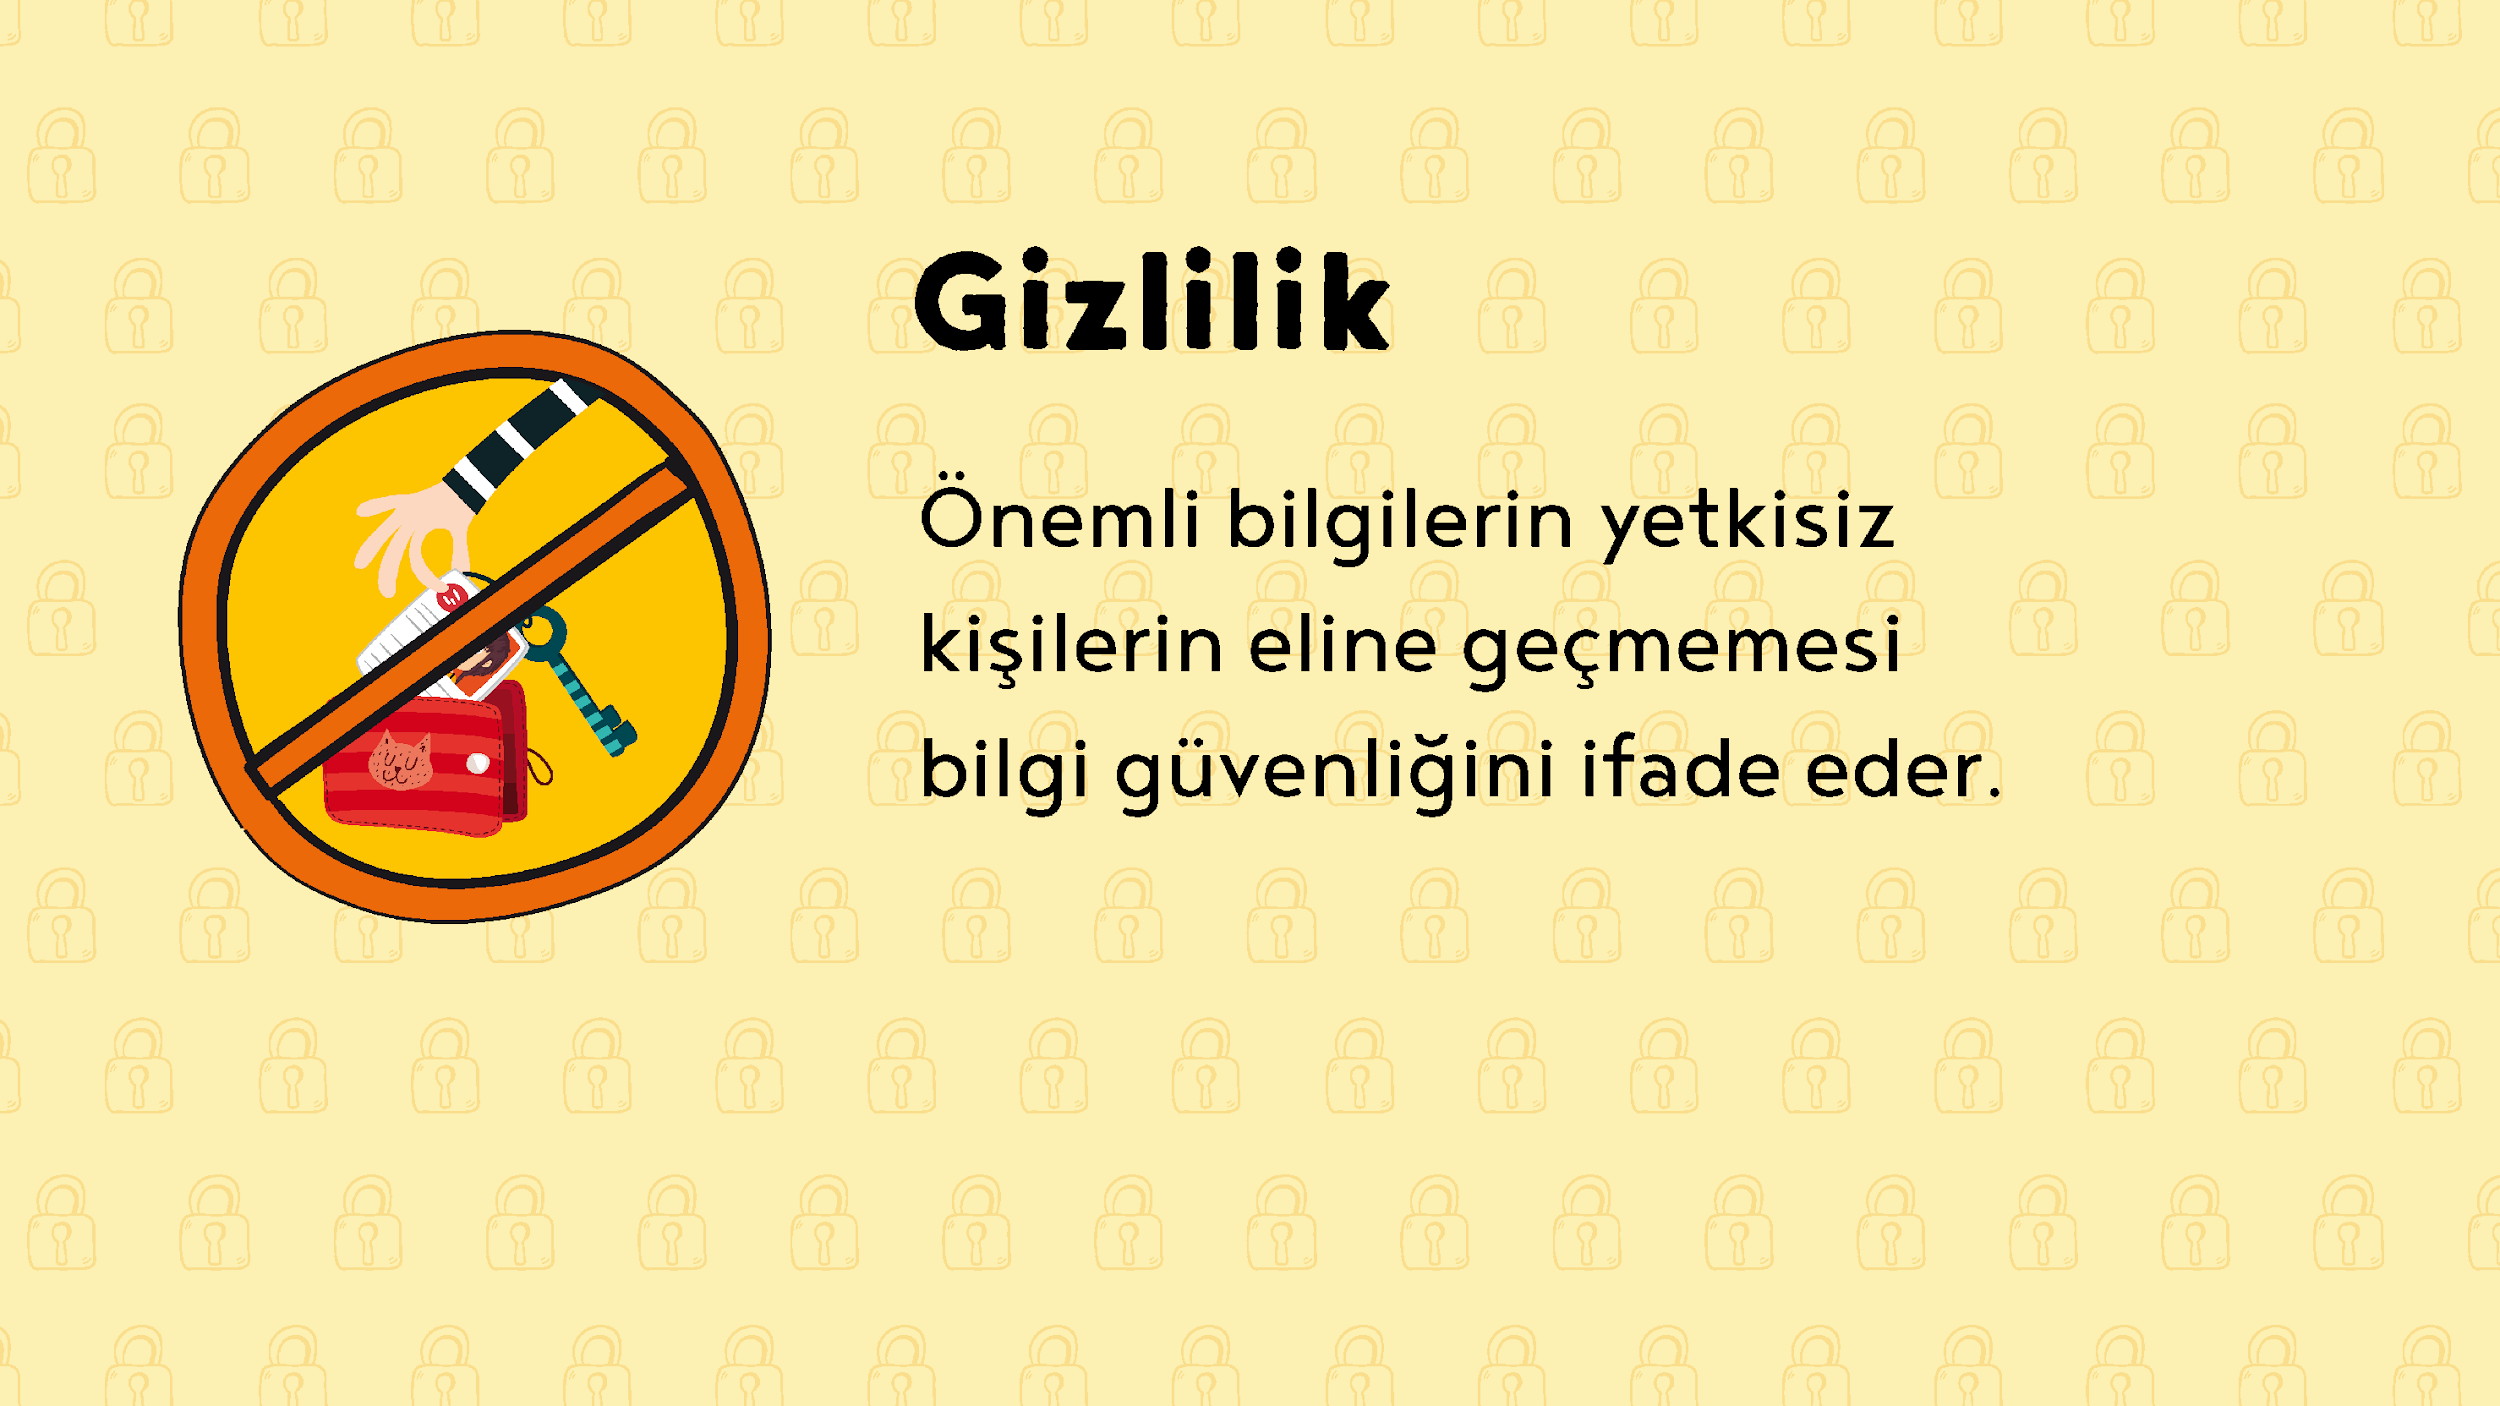 Gizlilik
Önemli bilgilerin yetkisiz
kişilerin eline geçmemesi
bilgi güvenliğini ifade eder.